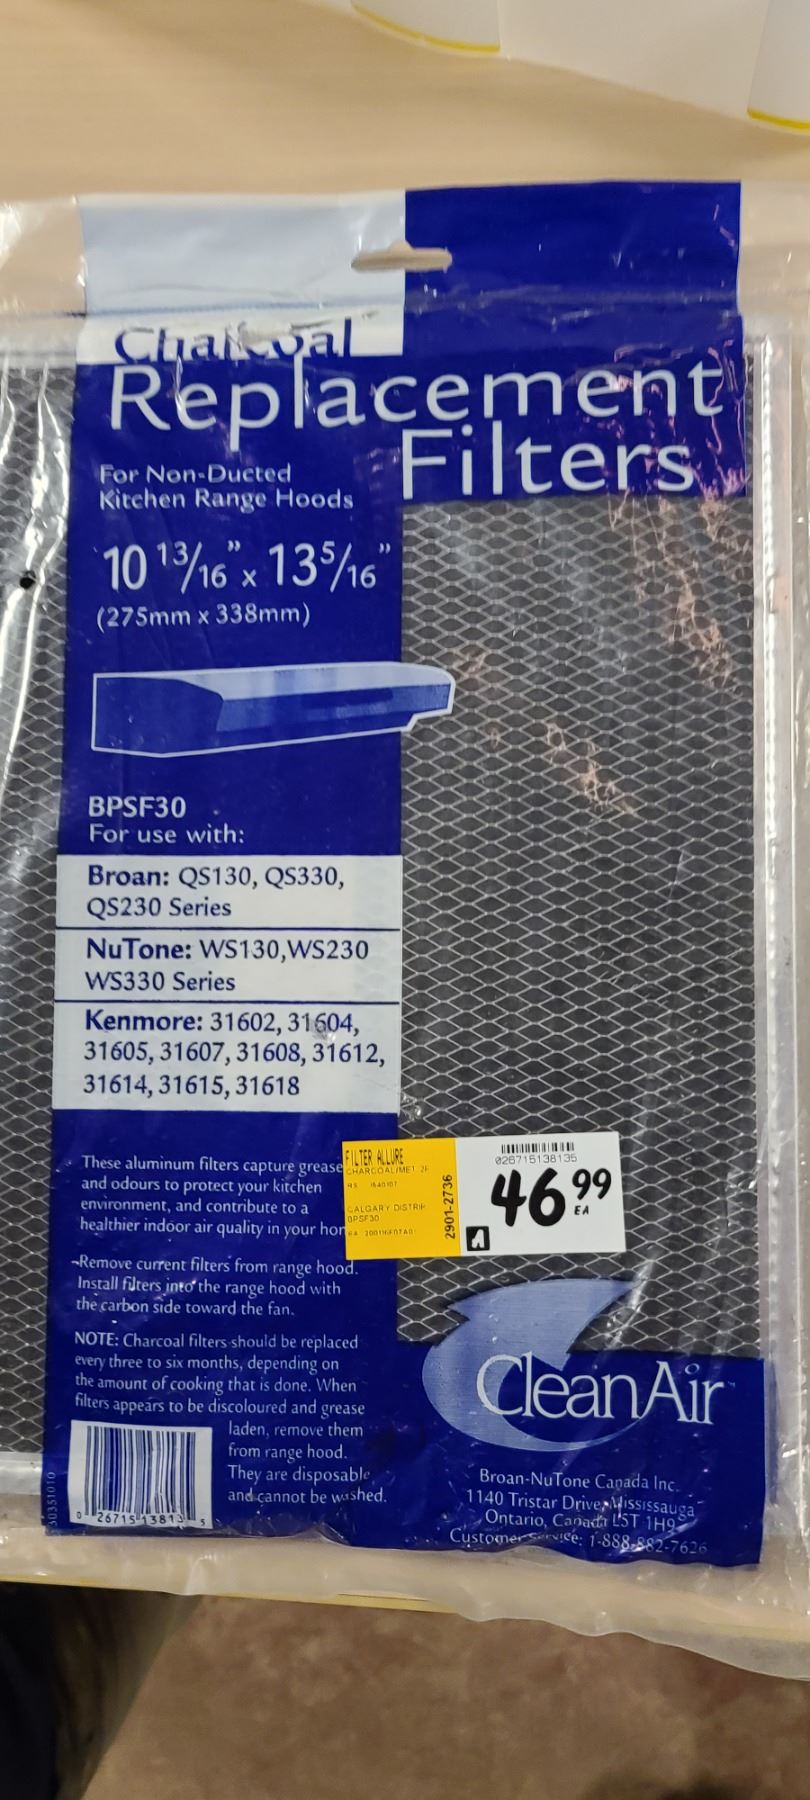 Charcoal
Replacement
Filters
For Non-Ducted
Kitchen Range Hoods
10 13/16" x 13 5/16"
(275mm x 338mm)
BPSF30
For use with:
Broan: QS130, QS330,
QS230 Series
NuTone: WS130,WS230
WS330 Series
Kenmore: 31602, 31604,
31605, 31607, 31608, 31612,
31614, 31615, 31618
These aluminum filters capture grease
and odours to protect your kitchen
environment, and contribute to a
healthier indoor air quality in your
Remove current filters from range hood.
Install filters into the range hood with
the carbon side toward the fan.
NOTE: Charcoal filters should be replaced
every three to six months, depending on
the amount of cooking that is done. When
filters appears to be discoloured and grease
laden, remove them
from range hood.
They are disposable
and cannot be washed.
0 26715 13813 5
FILTER ALLURE
CHARCOAL/MET 2P
CALGARY DISTRIB
BPSF30
2901-2736
026715138135
46.99
EA
A
CleanAir™
Broan-NuTone Canada Inc.
1140 Tristar Drive, Mississauga
Ontario, Canada L5T 1H9
Customer Service: 1-888-882-7626